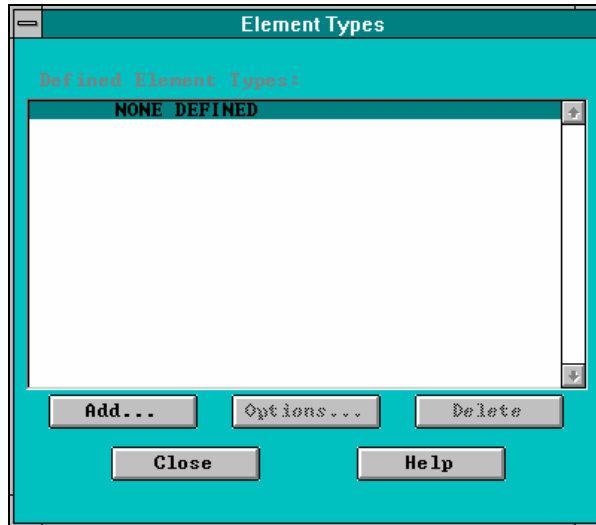 Element Types
Defined Element Types:
NONE DEFINED
Add... Options... Delete
Close Help